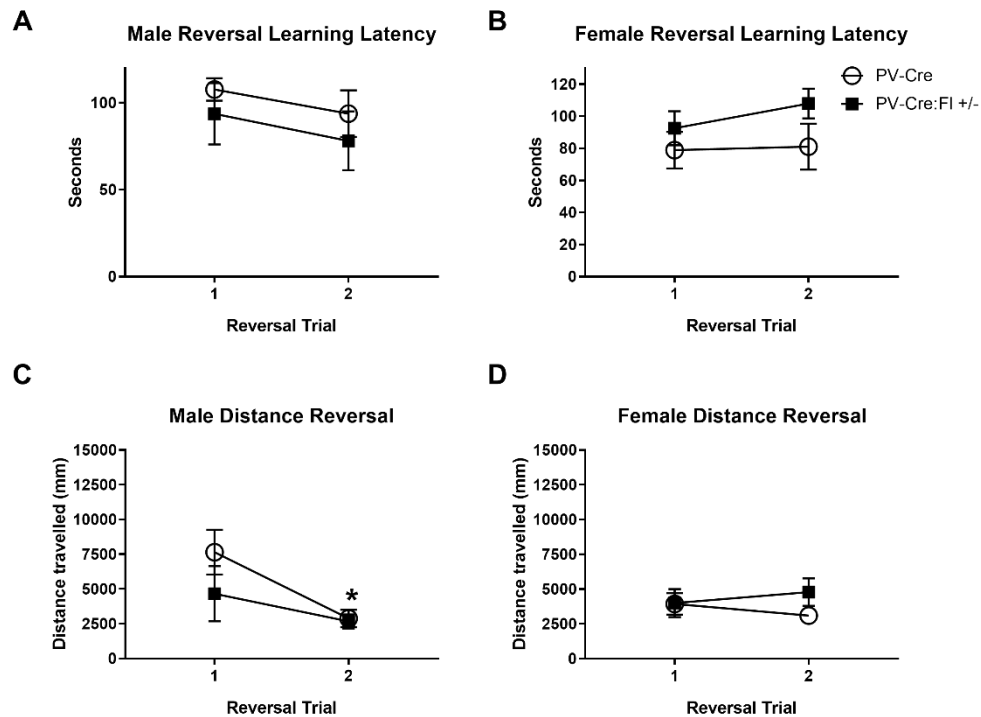 A
Male Reversal Learning Latency
Seconds
100
50
0
1
2
Reversal Trial
B
Female Reversal Learning Latency
Seconds
120
100
80
60
40
20
0
1
2
Reversal Trial
PV-Cre
PV-Cre:Fl +/-
C
Male Distance Reversal
Distance travelled (mm)
15000
12500
10000
7500
5000
2500
0
*
1
2
Reversal Trial
D
Female Distance Reversal
Distance travelled (mm)
15000
12500
10000
7500
5000
2500
0
1
2
Reversal Trial